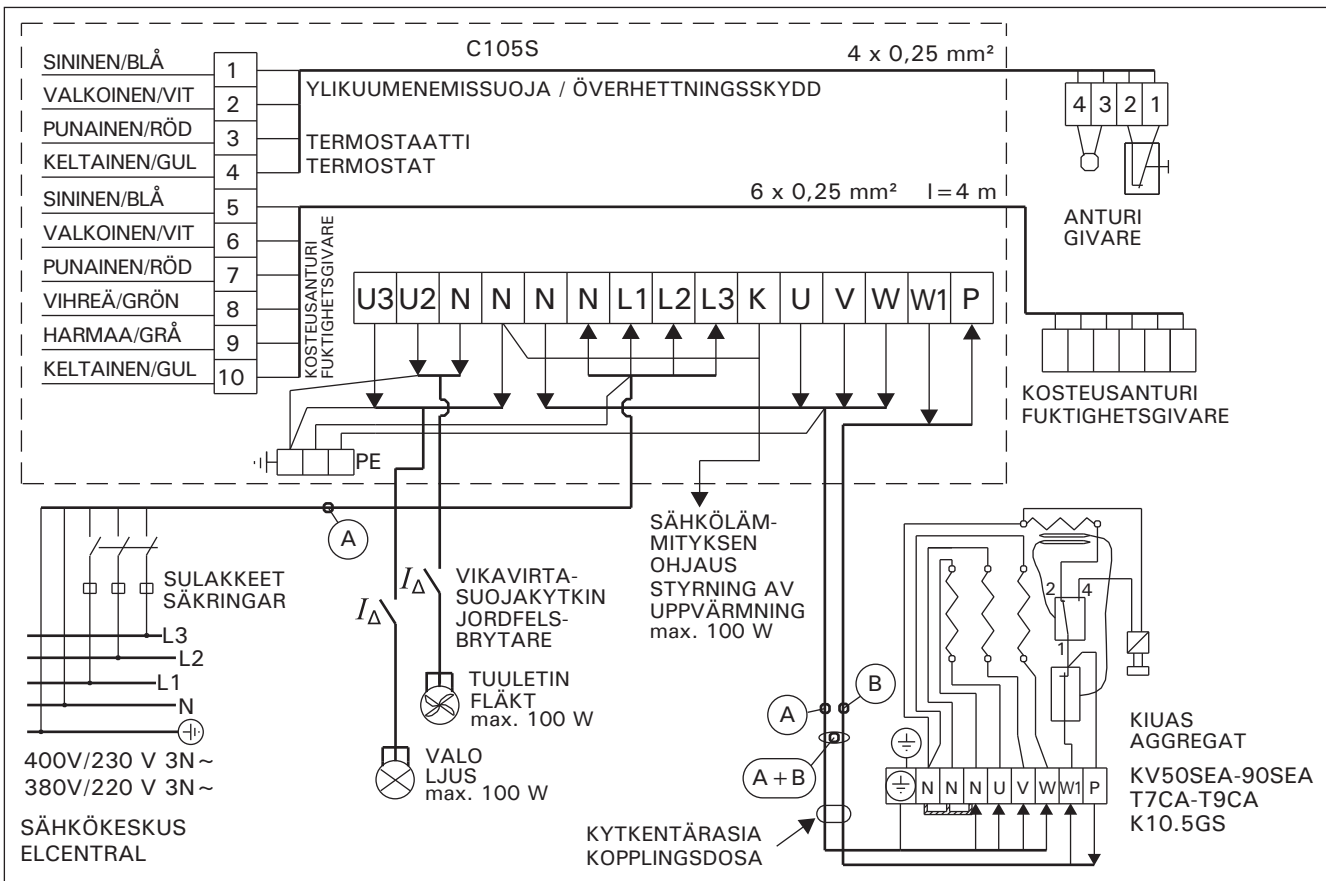 C105S
4 x 0,25 mm²
SININEN/BLÅ 1
VALKOINEN/VIT 2
PUNAINEN/RÖD 3
KELTAINEN/GUL 4
SININEN/BLÅ 5
VALKOINEN/VIT 6
PUNAINEN/RÖD 7
VIHREÄ/GRÖN 8
HARMAA/GRÅ 9
KELTAINEN/GUL 10
YLIKUUMENEMISSUOJA / ÖVERHETTNINGSSKYDD
TERMOSTAATTI
TERMOSTAT
4 3 2 1
ANTURI
GIVARE
6 x 0,25 mm² l=4 m
KOSTEUSANTURI
FUKTIGHETSGIVARE
U3 U2 N N N N L1 L2 L3 K U V W W1 P
KOSTEUSANTURI
FUKTIGHETSGIVARE
PE
A
SULAKKEET
SÄKRINGAR
L3
L2
L1
N
400V/230 V 3N~
380V/220 V 3N~
SÄHKÖKESKUS
ELCENTRAL
I∆
I∆
VIKAVIRTA-
SUOJAKYTKIN
JORDFELS-
BRYTARE
TUULETIN
FLÄKT
max. 100 W
VALO
LJUS
max. 100 W
SÄHKÖLÄM-
MITYKSEN
OHJAUS
STYRNING AV
UPPVÄRMNING
max. 100 W
A
B
A+B
KYTKENTÄRASIA
KOPPLINGSDOSA
2 4
1
N N N U V W W1 P
KIUAS
AGGREGAT
KV50SEA-90SEA
T7CA-T9CA
K10.5GS